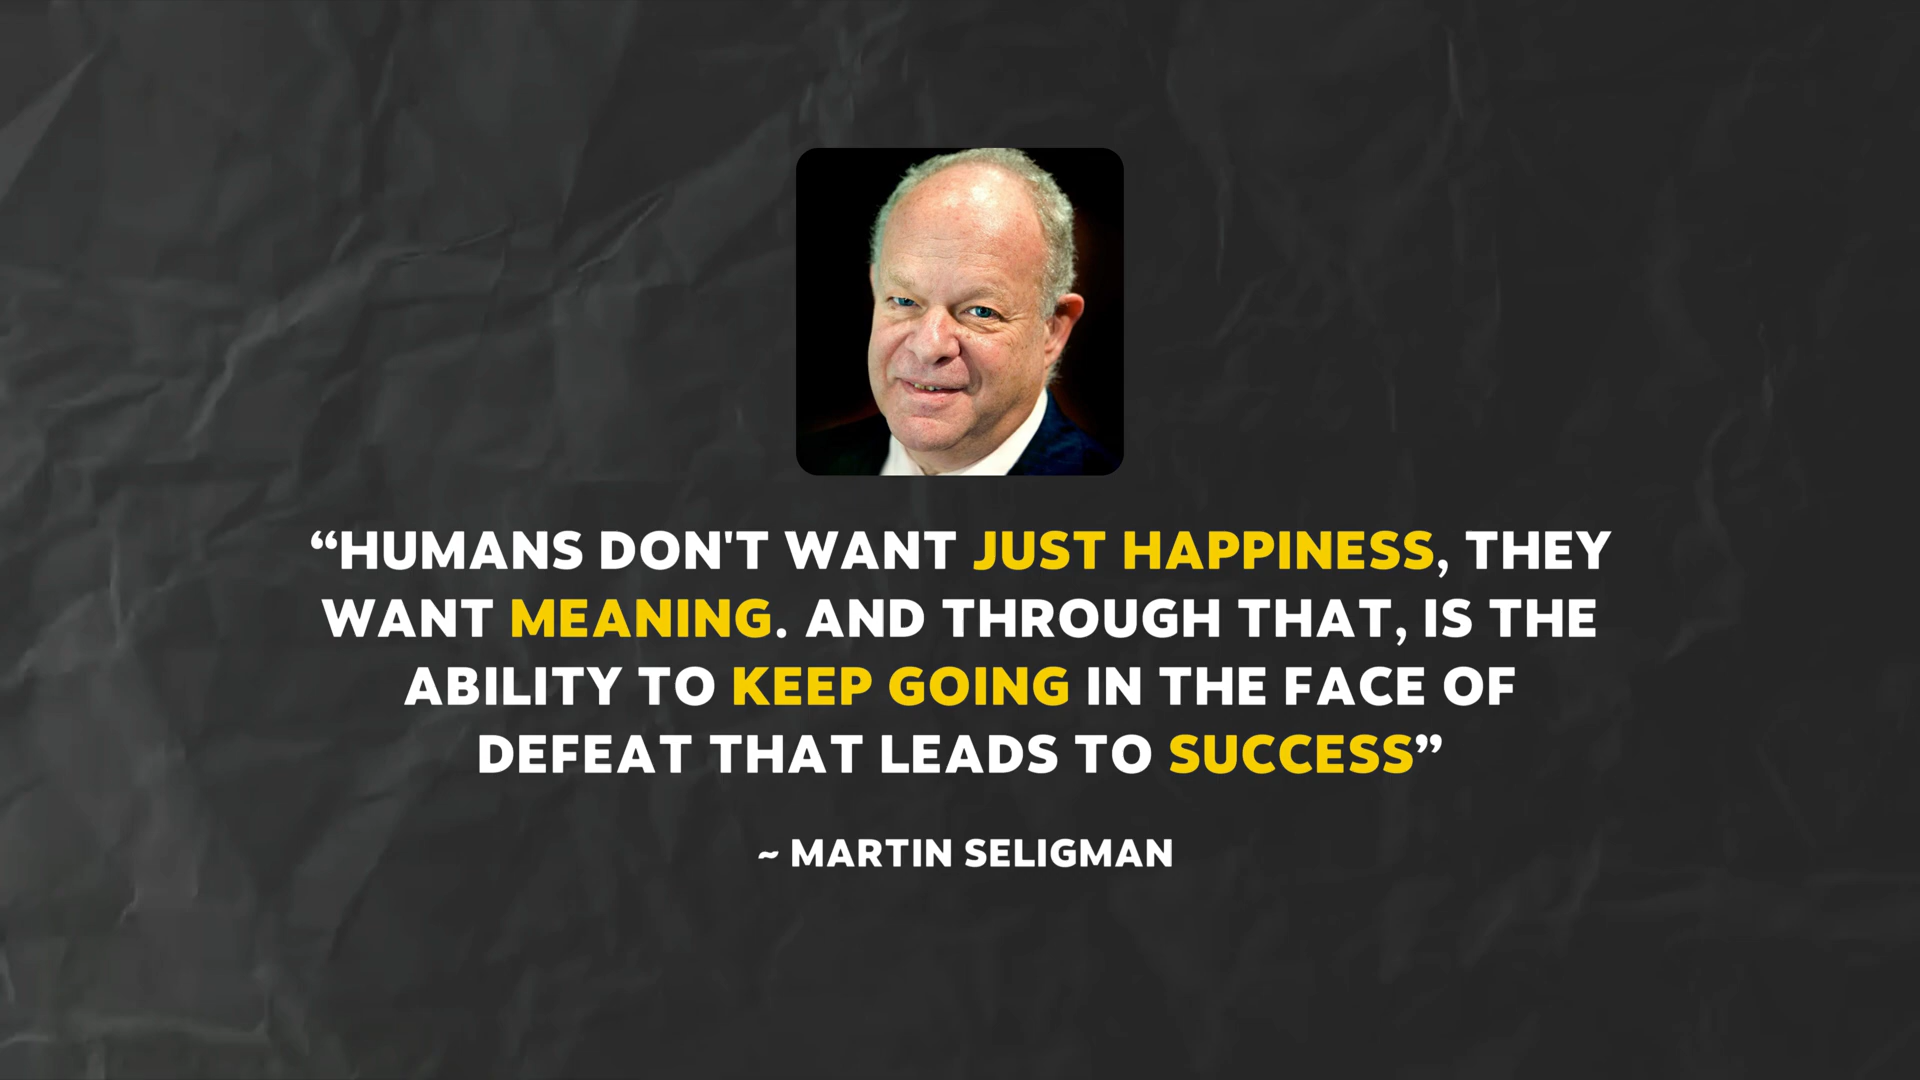 “HUMANS DON'T WANT JUST HAPPINESS, THEY
WANT MEANING. AND THROUGH THAT, IS THE
ABILITY TO KEEP GOING IN THE FACE OF
DEFEAT THAT LEADS TO SUCCESS”
~ MARTIN SELIGMAN